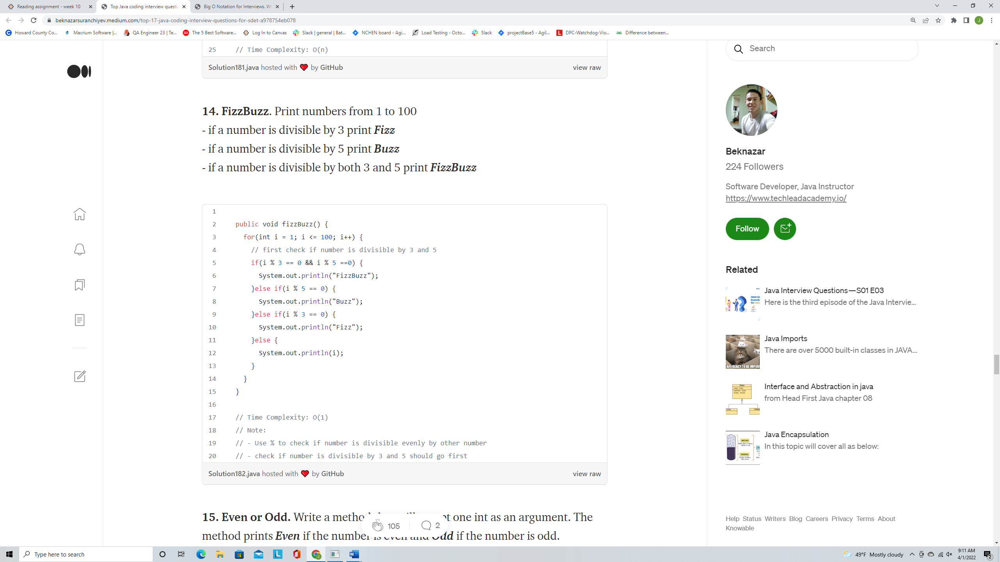 Reading assignment - week 10
Top Java coding interview questi
Big O Notation for Interviews. W
beknazarsuranchiyev.medium.com/top-17-java-coding-interview-questions-for-sdet-a978754eb078
Howard County Co...
Macrium Software |...
QA Engineer 23 | Te...
The 5 Best Software...
Log In to Canvas
Slack | general | Bat...
NCHEN board - Agi...
Load Testing - Octo...
Slack
projectBase5 - Agil...
DPC-Watchdog-Vio...
Difference between...
25 // Time Complexity: O(n)
Solution181.java hosted with ❤ by GitHub
view raw
14. FizzBuzz. Print numbers from 1 to 100
- if a number is divisible by 3 print Fizz
- if a number is divisible by 5 print Buzz
- if a number is divisible by both 3 and 5 print FizzBuzz
1
2 public void fizzBuzz() {
3 for(int i = 1; i <= 100; i++) {
4 // first check if number is divisible by 3 and 5
5 if(i % 3 == 0 && i % 5 ==0) {
6 System.out.println("FizzBuzz");
7 }else if(i % 5 == 0) {
8 System.out.println("Buzz");
9 }else if(i % 3 == 0) {
10 System.out.println("Fizz");
11 }else {
12 System.out.println(i);
13 }
14 }
15 }
16
17 // Time Complexity: O(1)
18 // Note:
19 // - Use % to check if number is divisible evenly by other number
20 // - check if number is divisible by 3 and 5 should go first
Solution182.java hosted with ❤ by GitHub
view raw
15. Even or Odd. Write a metho one int as an argument. The
method prints Even if the number is even and Odd if the number is odd.
105
2
Search
Beknazar
224 Followers
Software Developer, Java Instructor
https://www.techleadacademy.io/
Follow
Related
Java Interview Questions — S01 E03
Here is the third episode of the Java Intervie...
Java Imports
There are over 5000 built-in classes in JAVA...
ARE READY TO BE IMPORT
Interface and Abstraction in java
from Head First Java chapter 08
Java Encapsulation
In this topic will cover all as below:
Help Status Writers Blog Careers Privacy Terms About
Knowable
Type here to search
49°F Mostly cloudy
9:11 AM
4/1/2022
2